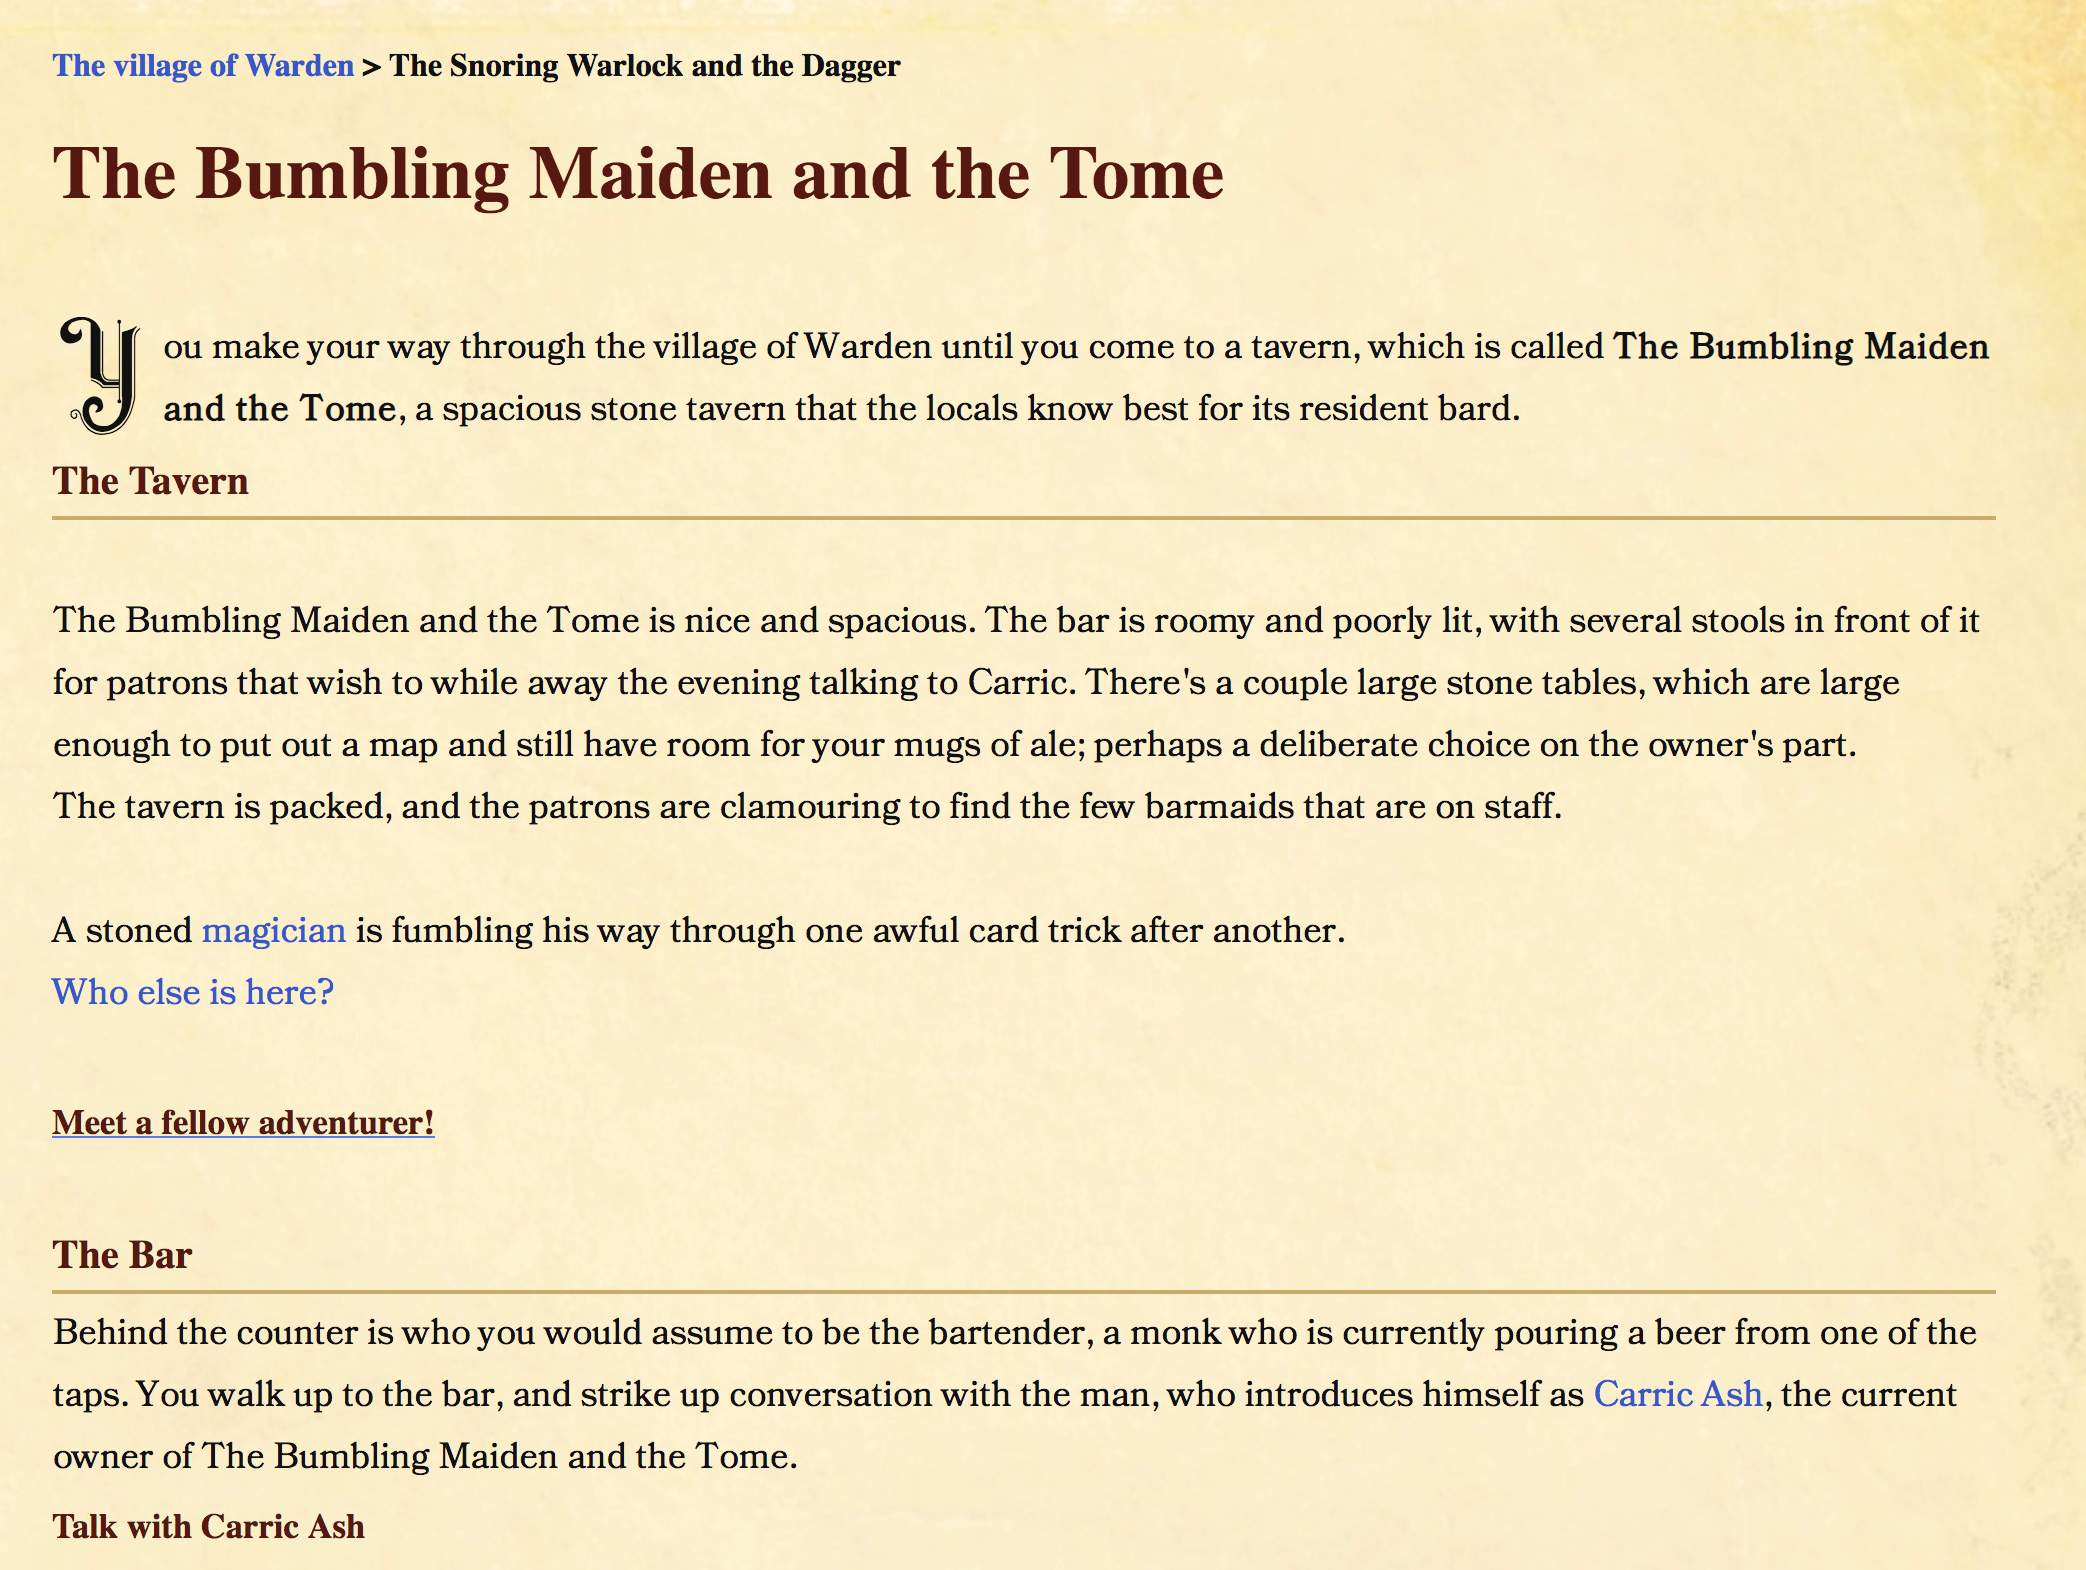 The village of Warden > The Snoring Warlock and the Dagger
The Bumbling Maiden and the Tome
You make your way through the village of Warden until you come to a tavern, which is called The Bumbling Maiden
and the Tome, a spacious stone tavern that the locals know best for its resident bard.
The Tavern
The Bumbling Maiden and the Tome is nice and spacious. The bar is roomy and poorly lit, with several stools in front of it
for patrons that wish to while away the evening talking to Carric. There's a couple large stone tables, which are large
enough to put out a map and still have room for your mugs of ale; perhaps a deliberate choice on the owner's part.
The tavern is packed, and the patrons are clamouring to find the few barmaids that are on staff.
A stoned magician is fumbling his way through one awful card trick after another.
Who else is here?
Meet a fellow adventurer!
The Bar
Behind the counter is who you would assume to be the bartender, a monk who is currently pouring a beer from one of the
taps. You walk up to the bar, and strike up conversation with the man, who introduces himself as Carric Ash, the current
owner of The Bumbling Maiden and the Tome.
Talk with Carric Ash